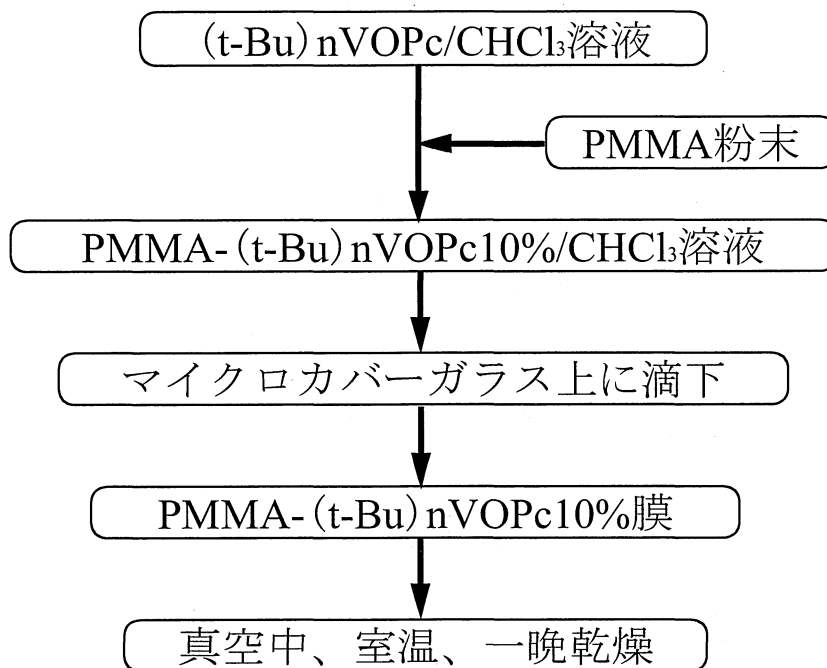 (t-Bu)nVOPc/CHCl₃溶液
PMMA粉末
PMMA-(t-Bu)nVOPc10%/CHCl₃溶液
マイクロカバーガラス上に滴下
PMMA-(t-Bu)nVOPc10%膜
真空中、室温、一晩乾燥